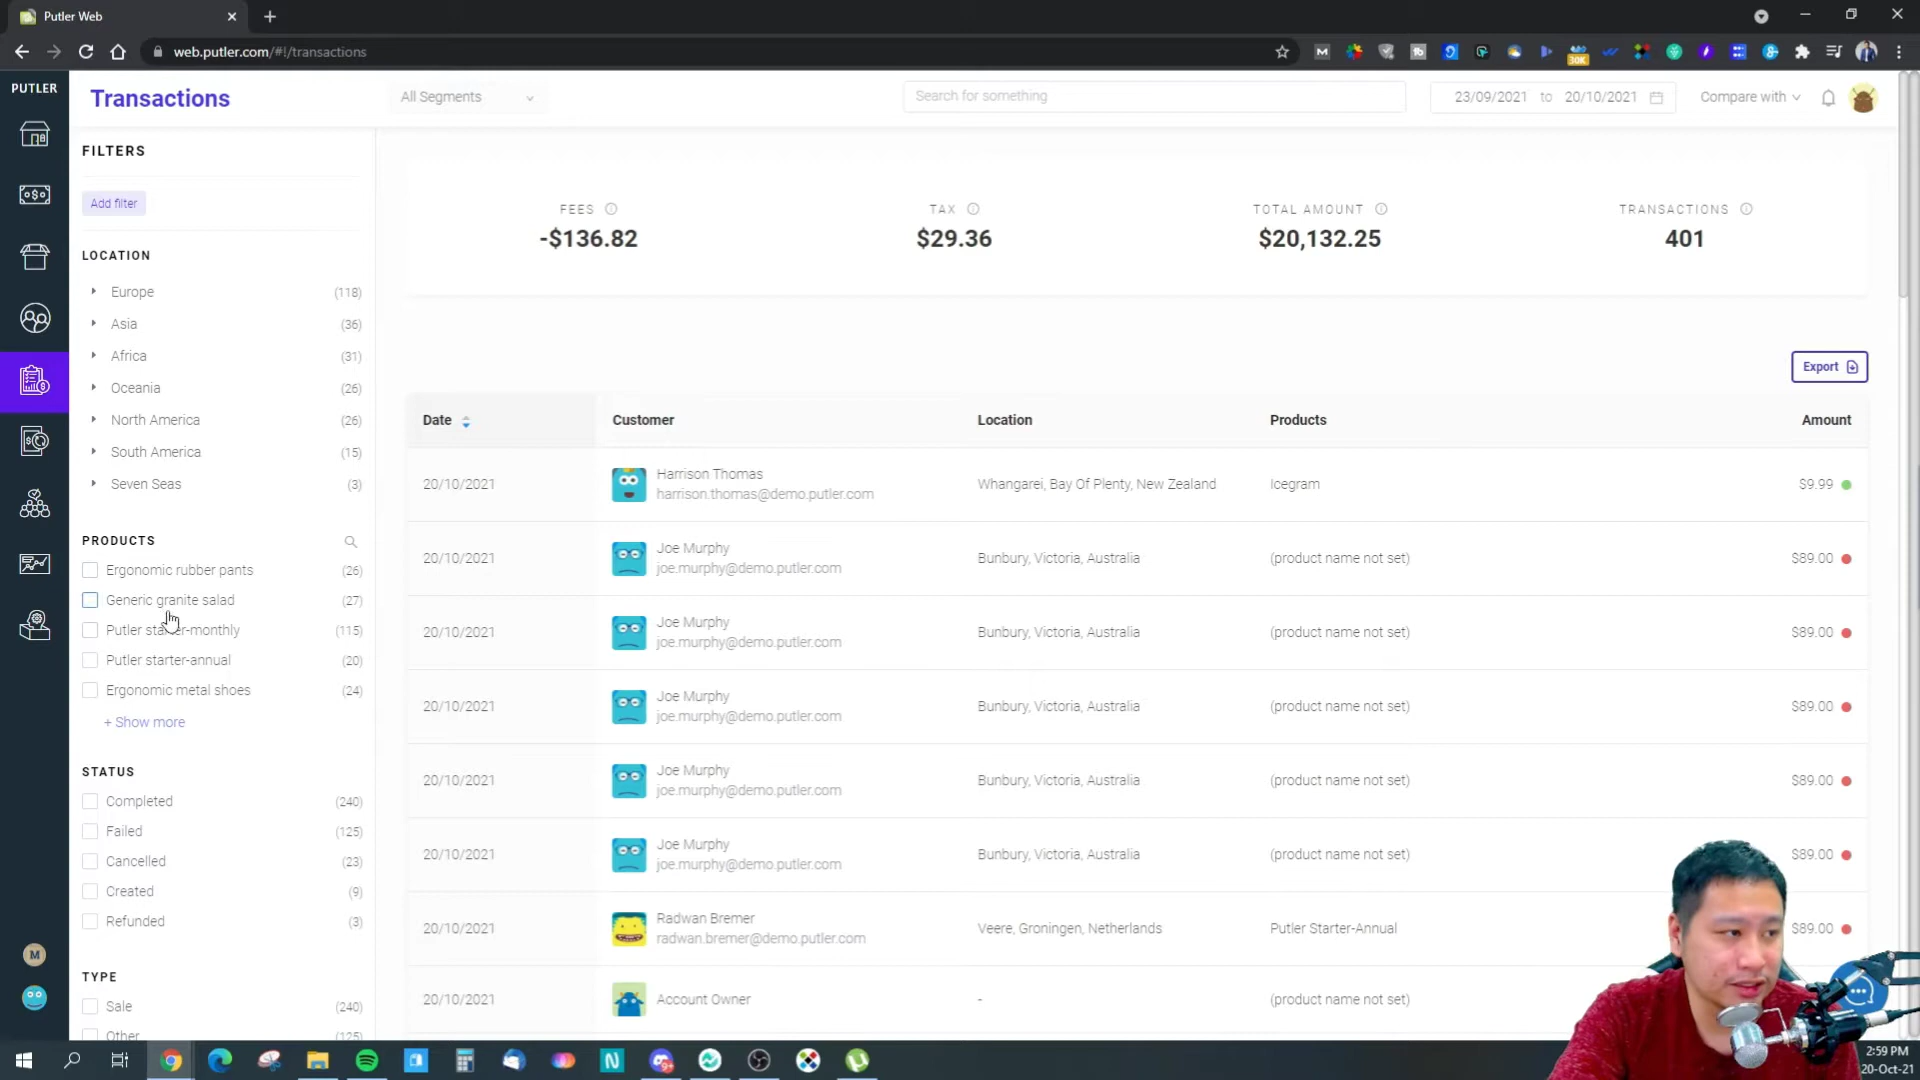 Putler Web
web.putler.com/#!/transactions
30K
PUTLER
Transactions
All Segments
Search for something
23/09/2021 to 20/10/2021
Compare with
FILTERS
Add filter
LOCATION
Europe (118)
Asia (36)
Africa (31)
Oceania (26)
North America (26)
South America (15)
Seven Seas (3)
PRODUCTS
Ergonomic rubber pants (26)
Generic granite salad (27)
Putler starter-monthly (115)
Putler starter-annual (20)
Ergonomic metal shoes (24)
+ Show more
STATUS
Completed (240)
Failed (125)
Cancelled (23)
Created (9)
Refunded (3)
TYPE
Sale (240)
Other (125)
M
FEES TAX TOTAL AMOUNT TRANSACTIONS
-$136.82 $29.36 $20,132.25 401
Export
Date Customer Location Products Amount
20/10/2021 Harrison Thomas Whangarei, Bay Of Plenty, New Zealand Icegram $9.99
harrison.thomas@demo.putler.com
20/10/2021 Joe Murphy Bunbury, Victoria, Australia (product name not set) $89.00
joe.murphy@demo.putler.com
20/10/2021 Joe Murphy Bunbury, Victoria, Australia (product name not set) $89.00
joe.murphy@demo.putler.com
20/10/2021 Joe Murphy Bunbury, Victoria, Australia (product name not set) $89.00
joe.murphy@demo.putler.com
20/10/2021 Joe Murphy Bunbury, Victoria, Australia (product name not set) $89.00
joe.murphy@demo.putler.com
20/10/2021 Joe Murphy Bunbury, Victoria, Australia (product name not set) $89.00
joe.murphy@demo.putler.com
20/10/2021 Radwan Bremer Veere, Groningen, Netherlands Putler Starter-Annual $89.00
radwan.bremer@demo.putler.com
20/10/2021 Account Owner - (product name not set)
2:59 PM
20-Oct-21